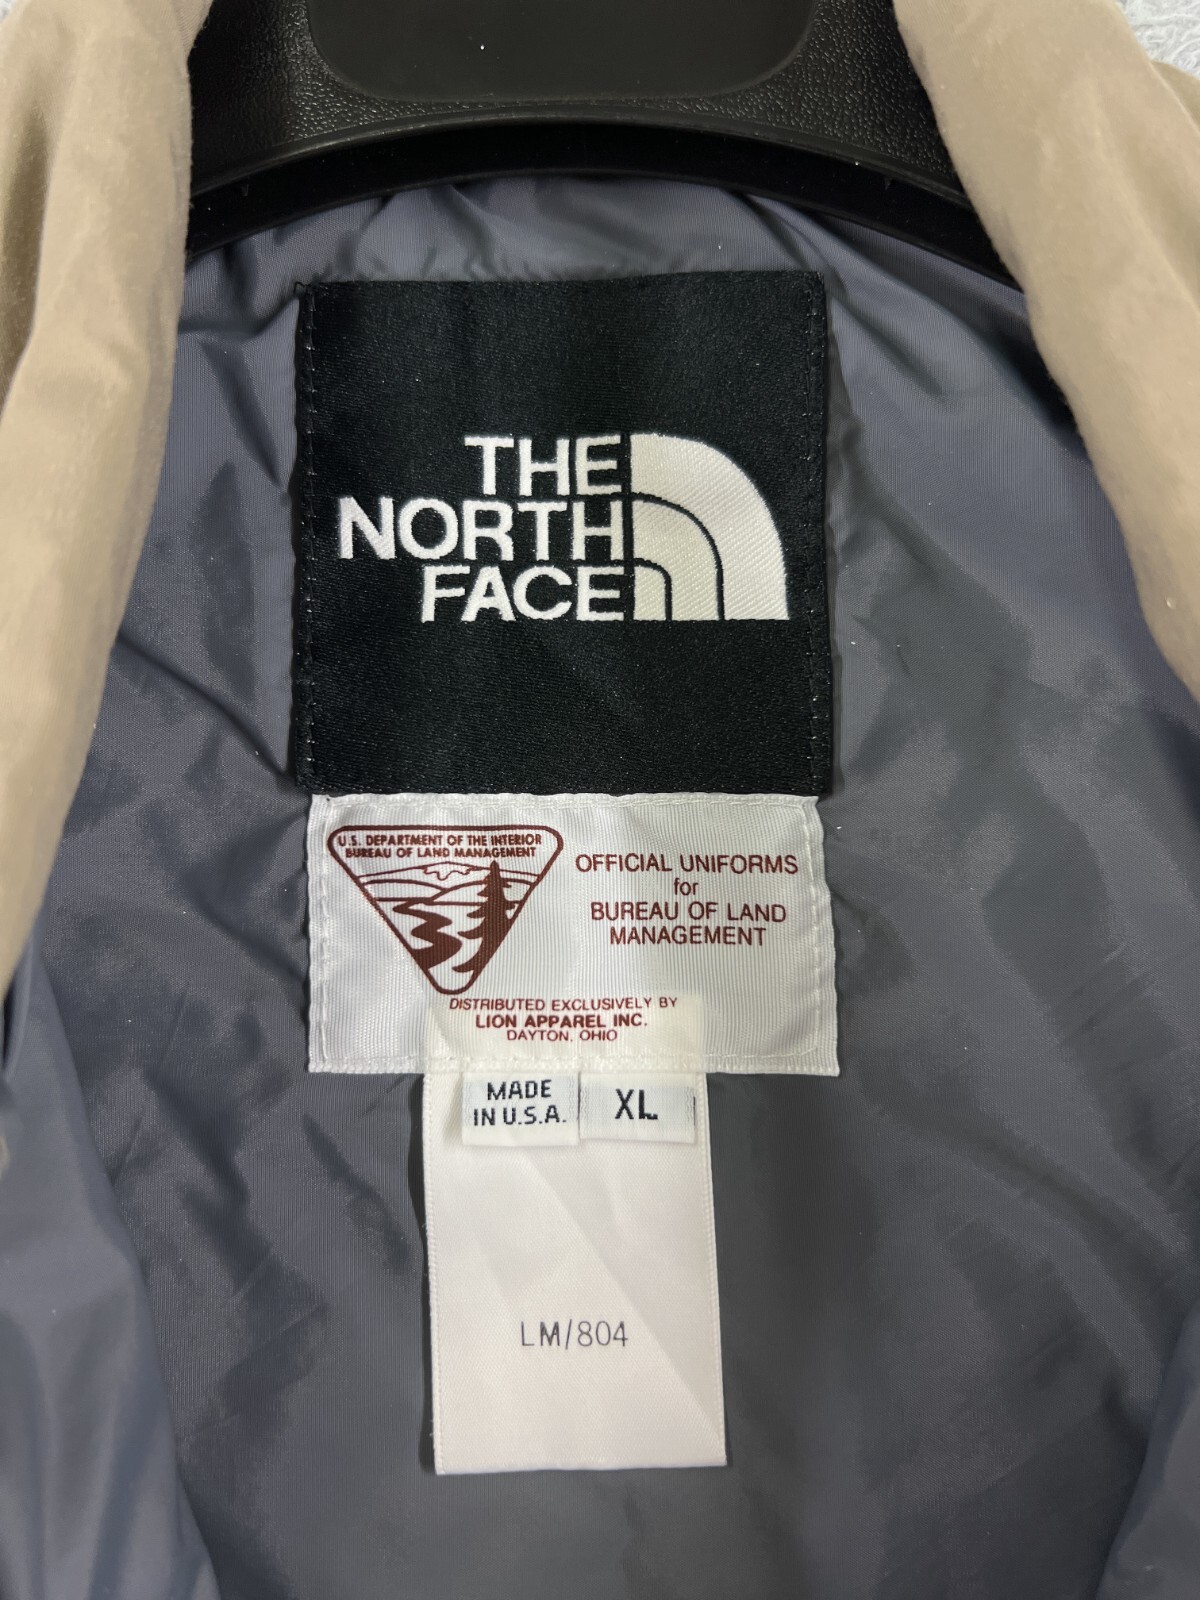 THE
NORTH
FACE
U.S. DEPARTMENT OF THE INTERIOR
BUREAU OF LAND MANAGEMENT
OFFICIAL UNIFORMS
for
BUREAU OF LAND
MANAGEMENT
DISTRIBUTED EXCLUSIVELY BY
LION APPAREL INC.
DAYTON, OHIO
MADE
IN U.S.A.
XL
LM/804